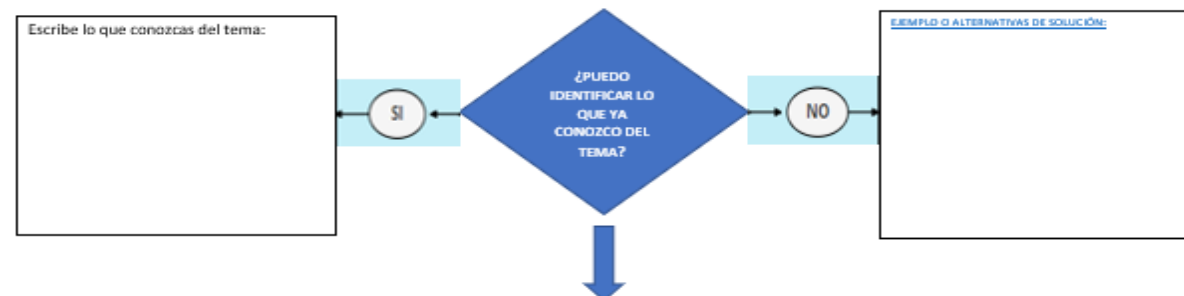 Escribe lo que conozcas del tema:
SI
¿PUEDO
IDENTIFICAR LO
QUE YA
CONOZCO DEL
TEMA?
NO
EJEMPLO O ALTERNATIVAS DE SOLUCIÓN: